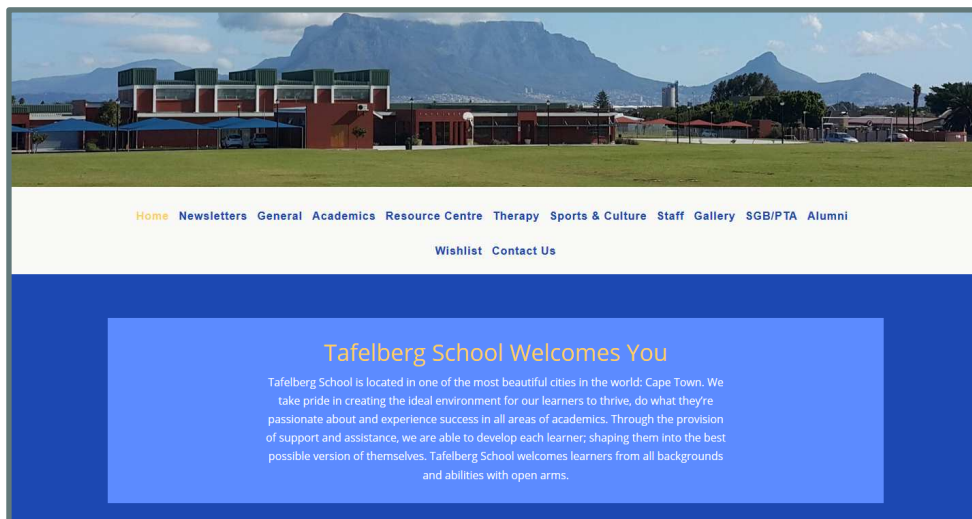 Home Newsletters General Academics Resource Centre Therapy Sports & Culture Staff Gallery SGB/PTA Alumni
Wishlist Contact Us
Tafelberg School Welcomes You
Tafelberg School is located in one of the most beautiful cities in the world: Cape Town. We
take pride in creating the ideal environment for our learners to thrive, do what they're
passionate about and experience success in all areas of academics. Through the provision
of support and assistance, we are able to develop each learner; shaping them into the best
possible version of themselves. Tafelberg School welcomes learners from all backgrounds
and abilities with open arms.